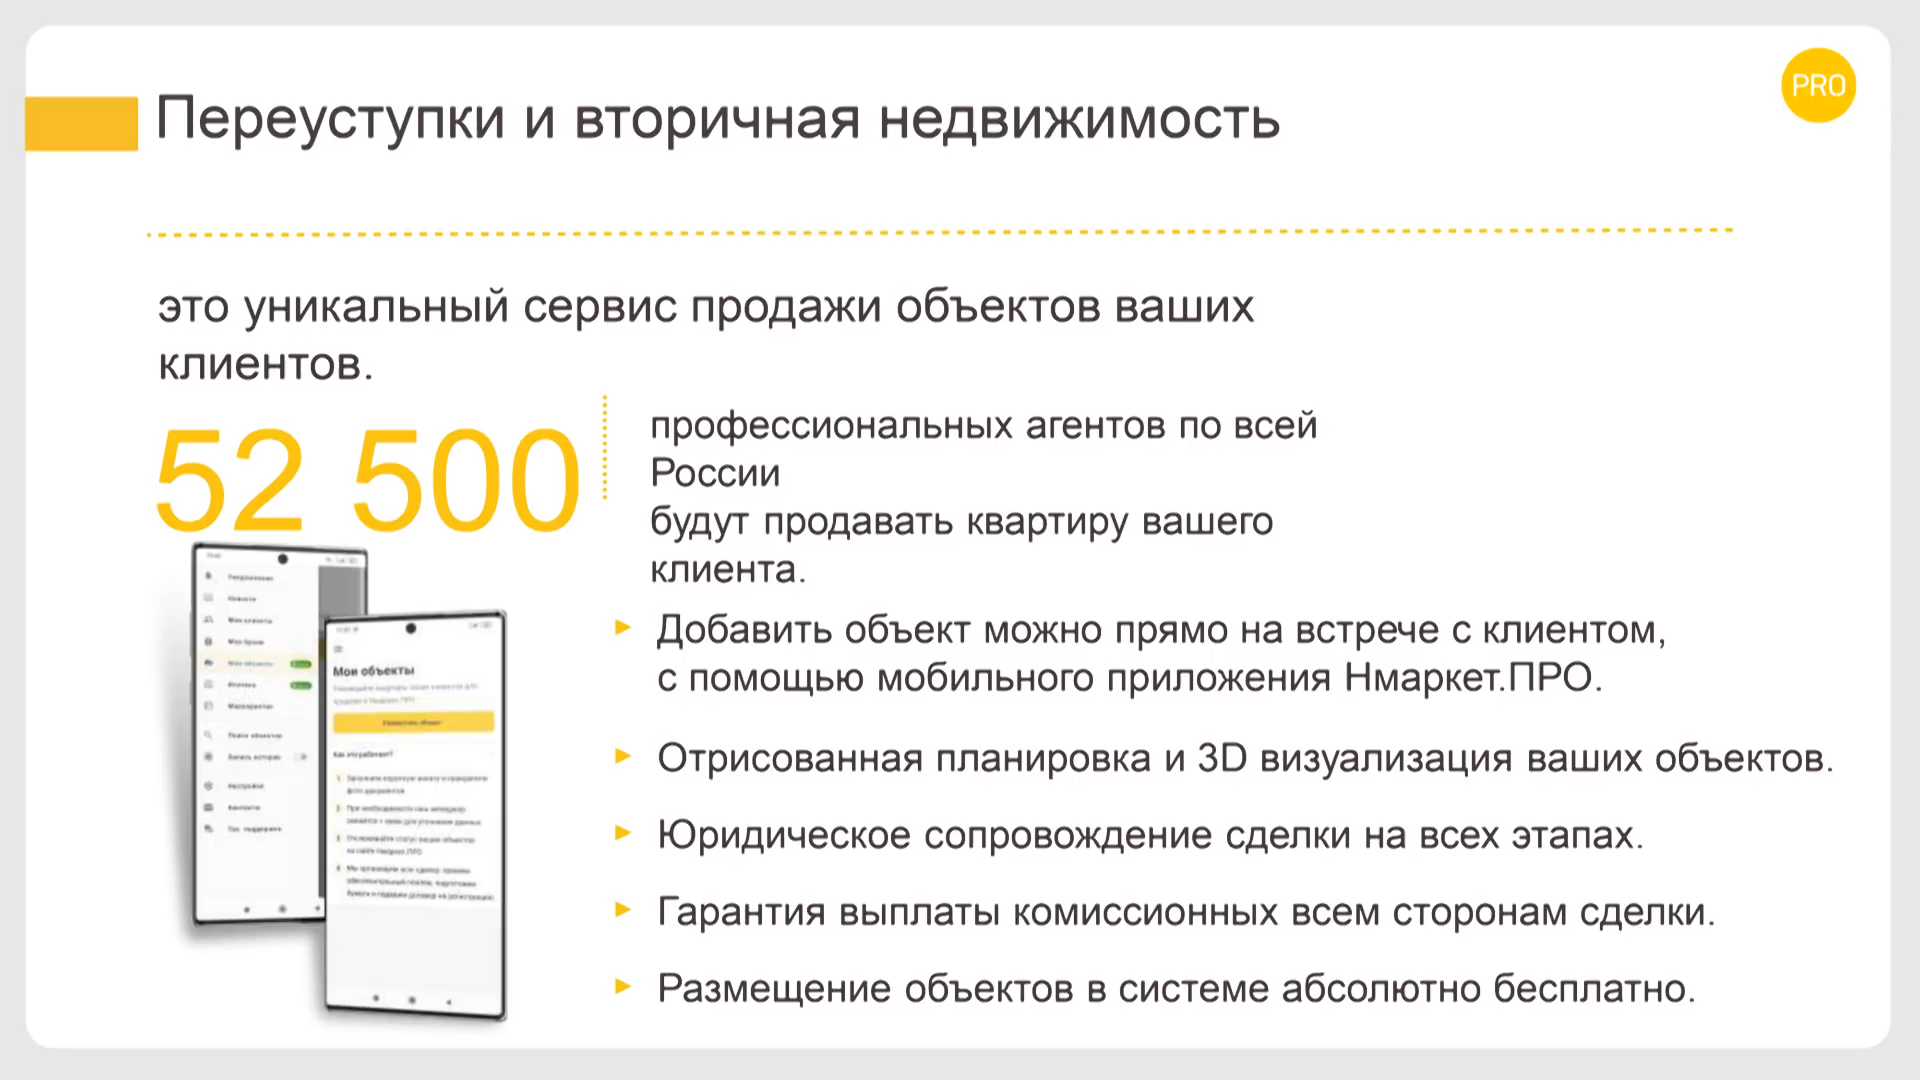 PRO
Переуступки и вторичная недвижимость
это уникальный сервис продажи объектов ваших
клиентов.
52 500
профессиональных агентов по всей
России
будут продавать квартиру вашего
клиента.
Добавить объект можно прямо на встрече с клиентом,
с помощью мобильного приложения Нмаркет.ПРО.
Отрисованная планировка и 3D визуализация ваших объектов.
Юридическое сопровождение сделки на всех этапах.
Гарантия выплаты комиссионных всем сторонам сделки.
Размещение объектов в системе абсолютно бесплатно.
Мои объекты
Как это работает?